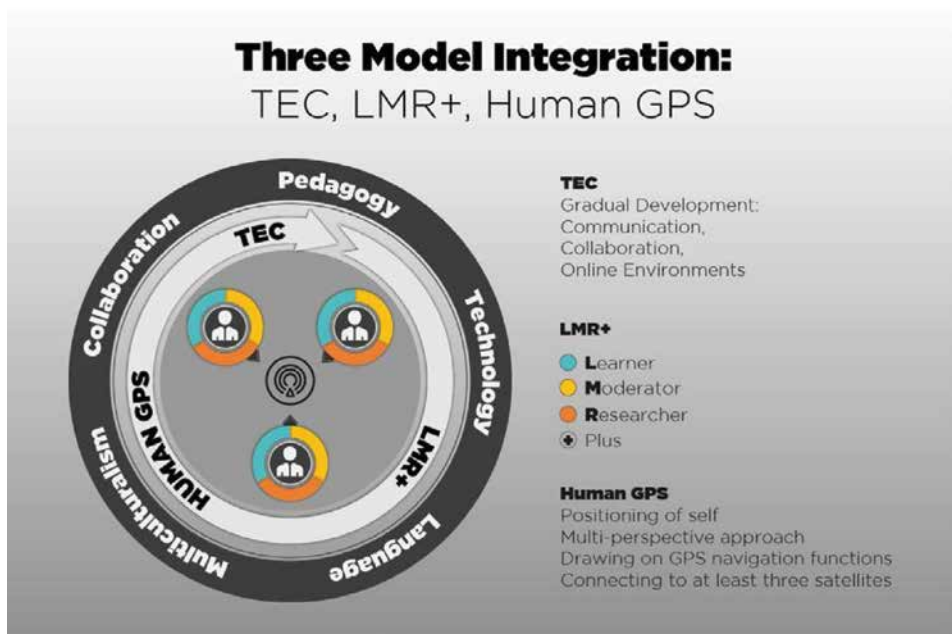 Three Model Integration:
TEC, LMR+, Human GPS
Pedagogy
Technology
Language
Multiculturalism
Collaboration
TEC
LMR+
HUMAN GPS
TEC
Gradual Development:
Communication,
Collaboration,
Online Environments
LMR+
Learner
Moderator
Researcher
Plus
Human GPS
Positioning of self
Multi-perspective approach
Drawing on GPS navigation functions
Connecting to at least three satellites